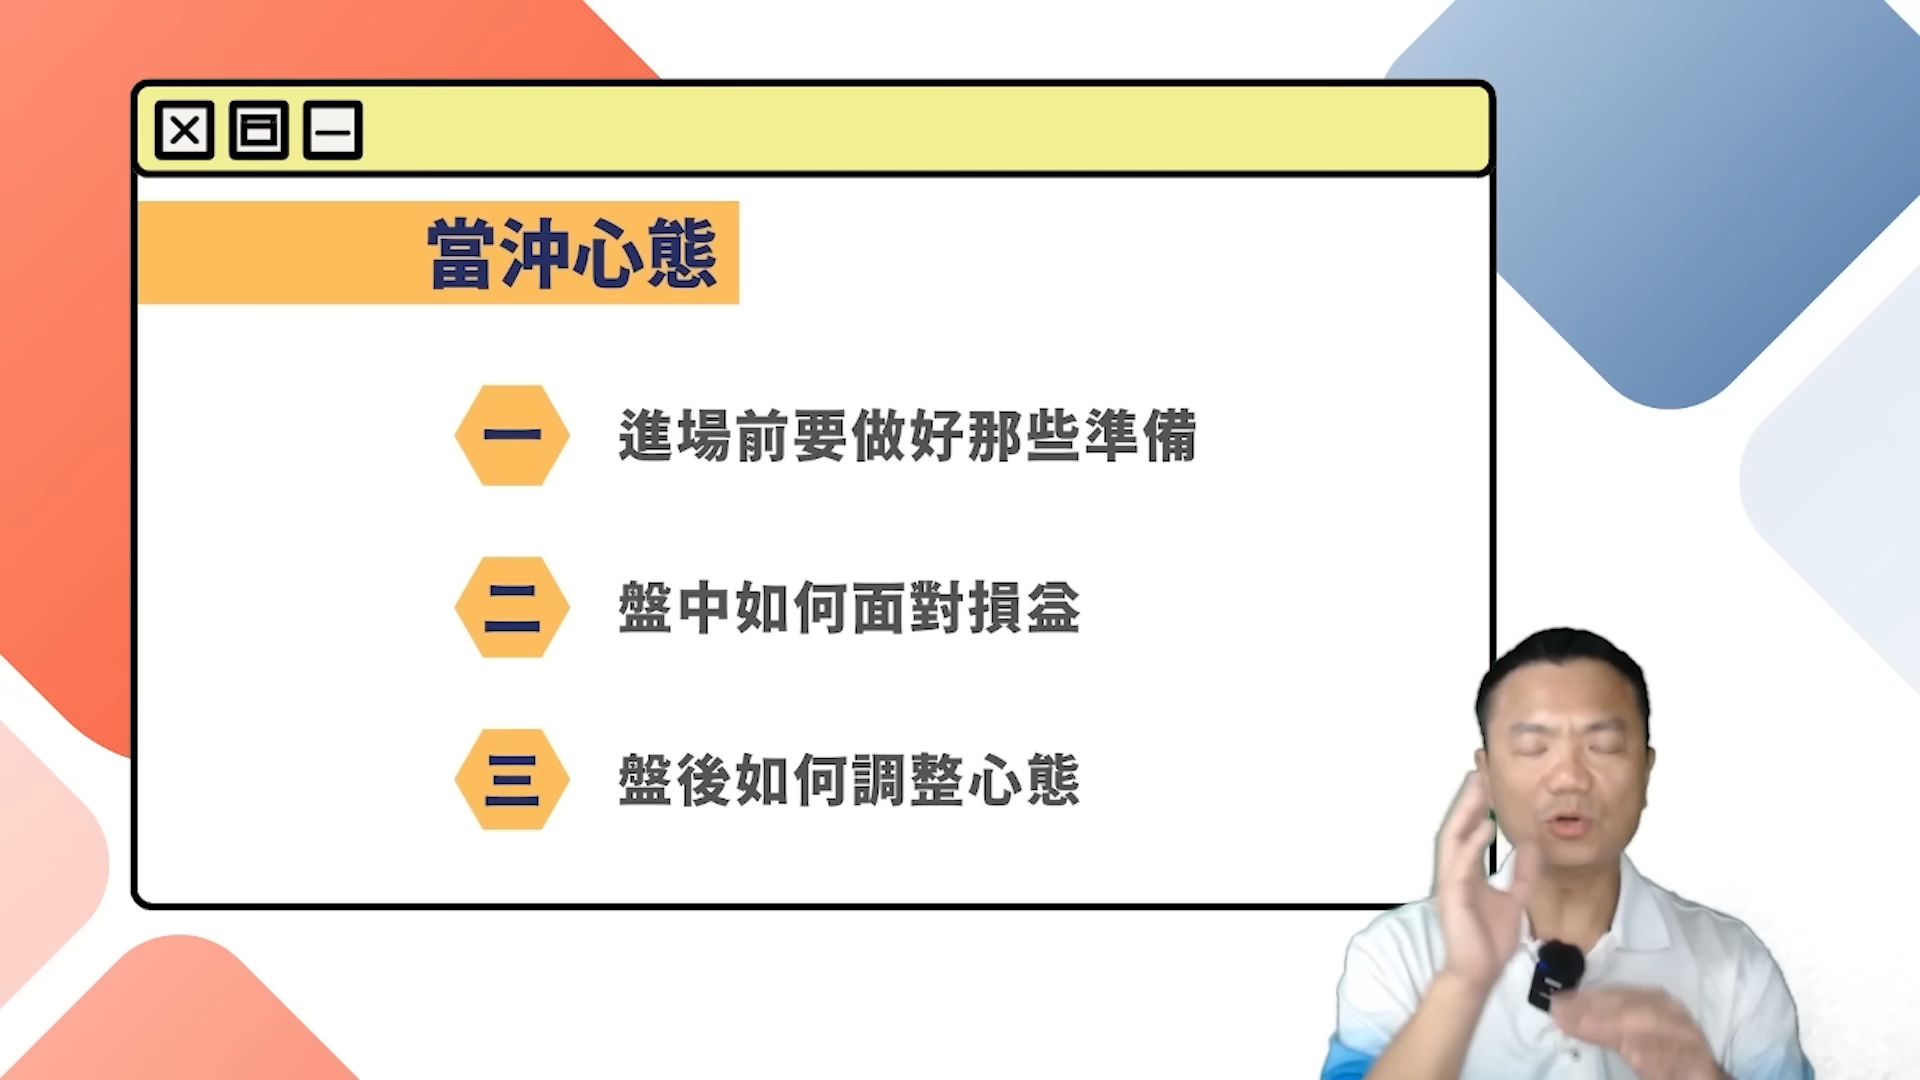 當沖心態
一 進場前要做好那些準備
二 盤中如何面對損益
三 盤後如何調整心態